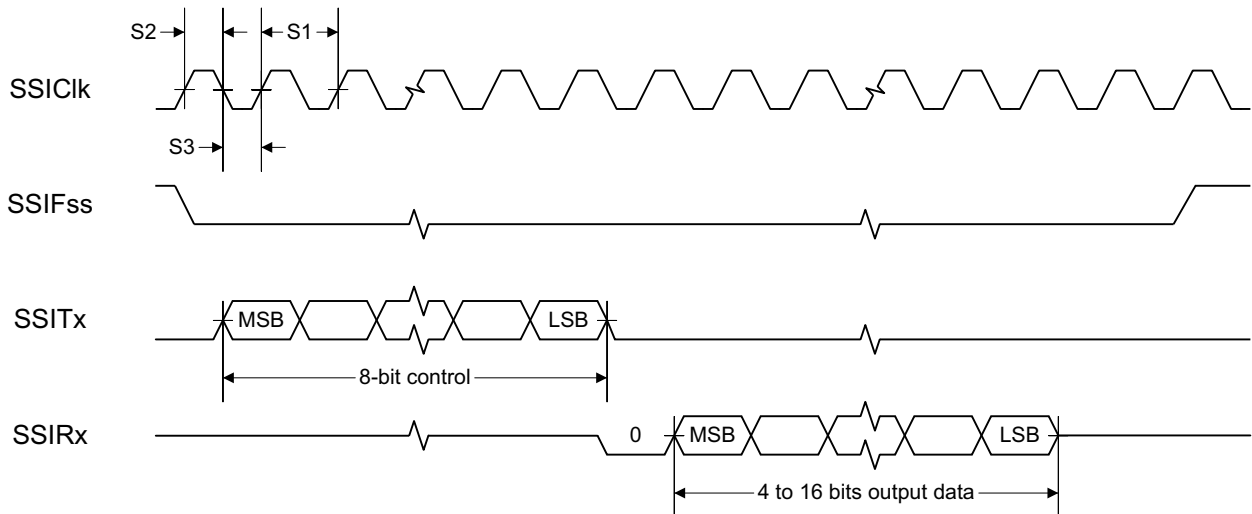 S2
S1
SSIClk
S3
SSIFss
SSITx
MSB
LSB
8-bit control
SSIRx
0
MSB
LSB
4 to 16 bits output data